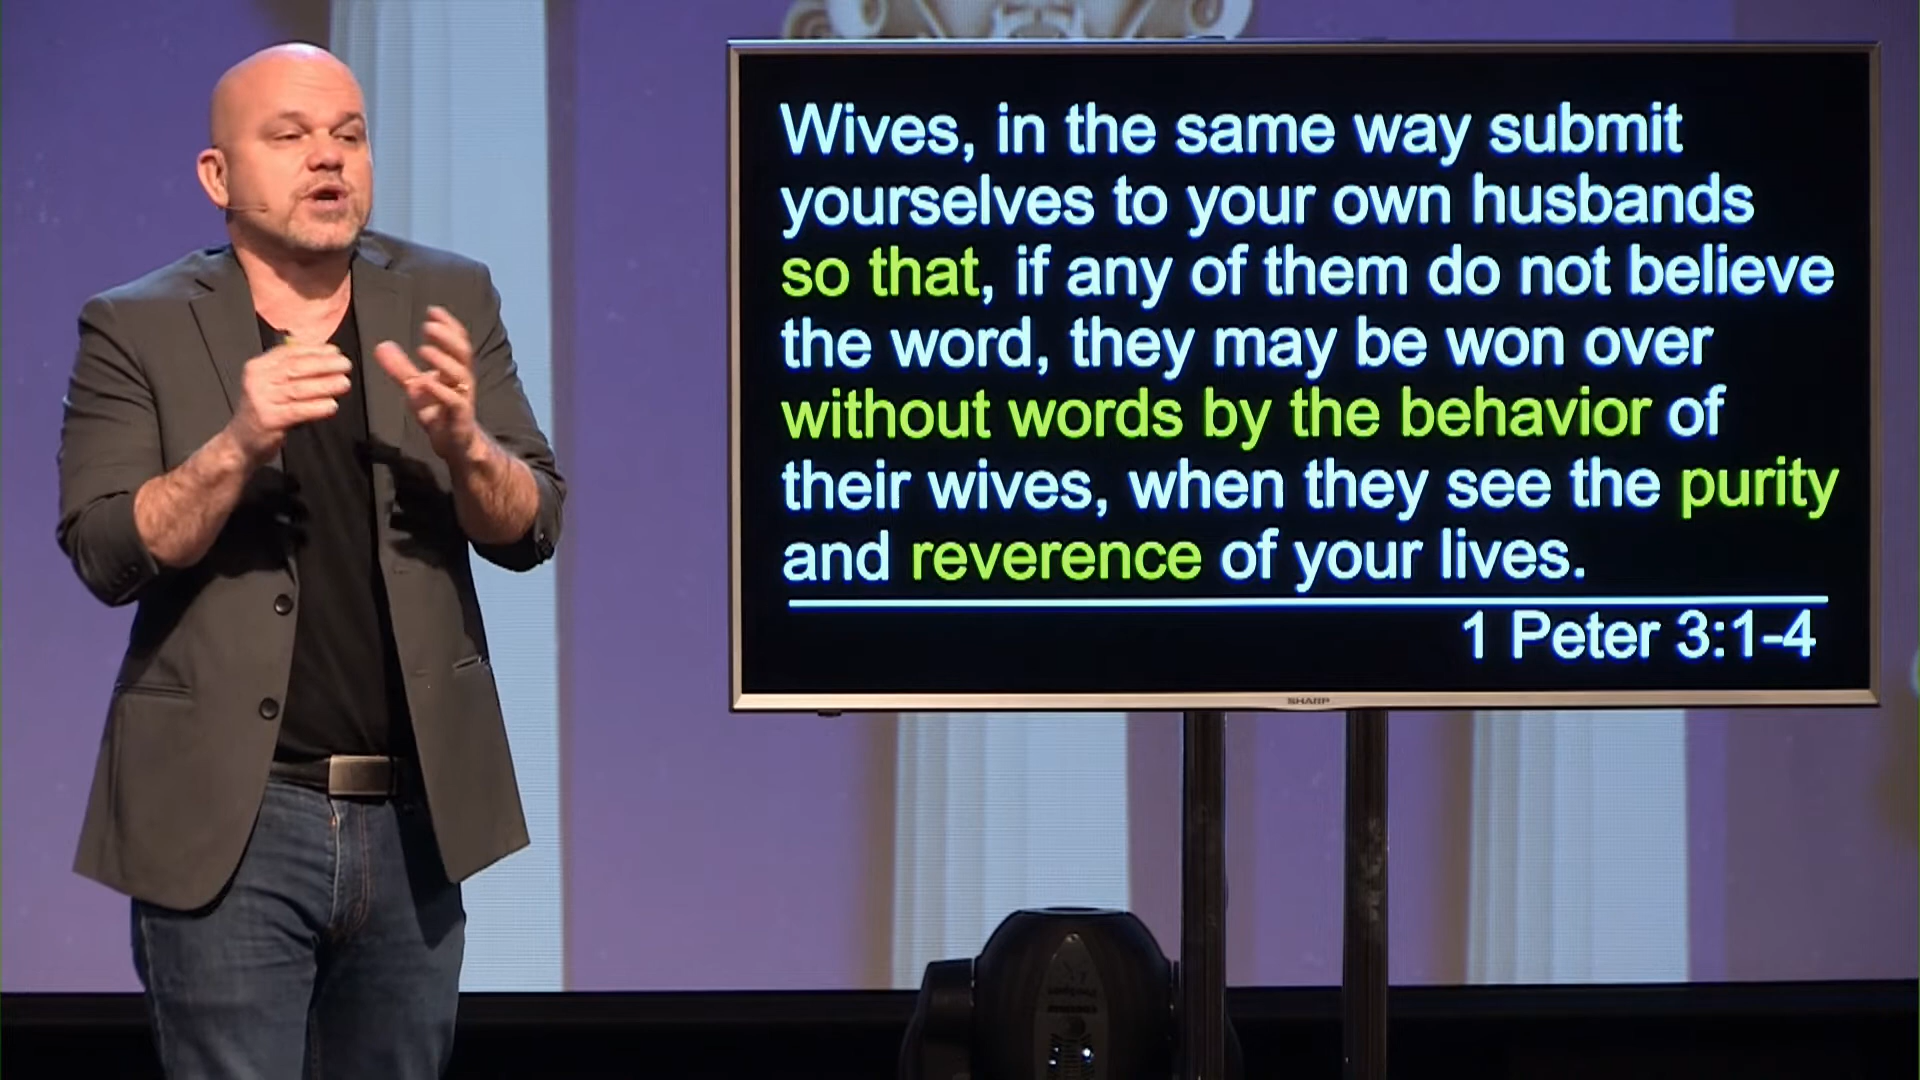 Wives, in the same way submit
yourselves to your own husbands
so that, if any of them do not believe
the word, they may be won over
without words by the behavior of
their wives, when they see the purity
and reverence of your lives.
1 Peter 3:1-4
SHARP